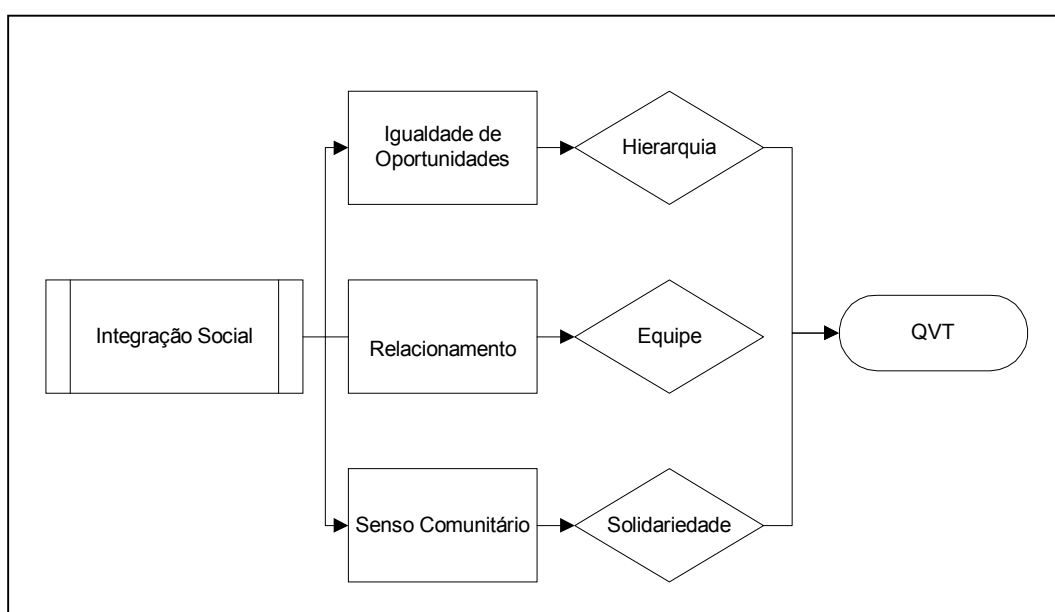 Igualdade de
Oportunidades
Hierarquia
Integração Social
Relacionamento
Equipe
QVT
Senso Comunitário
Solidariedade